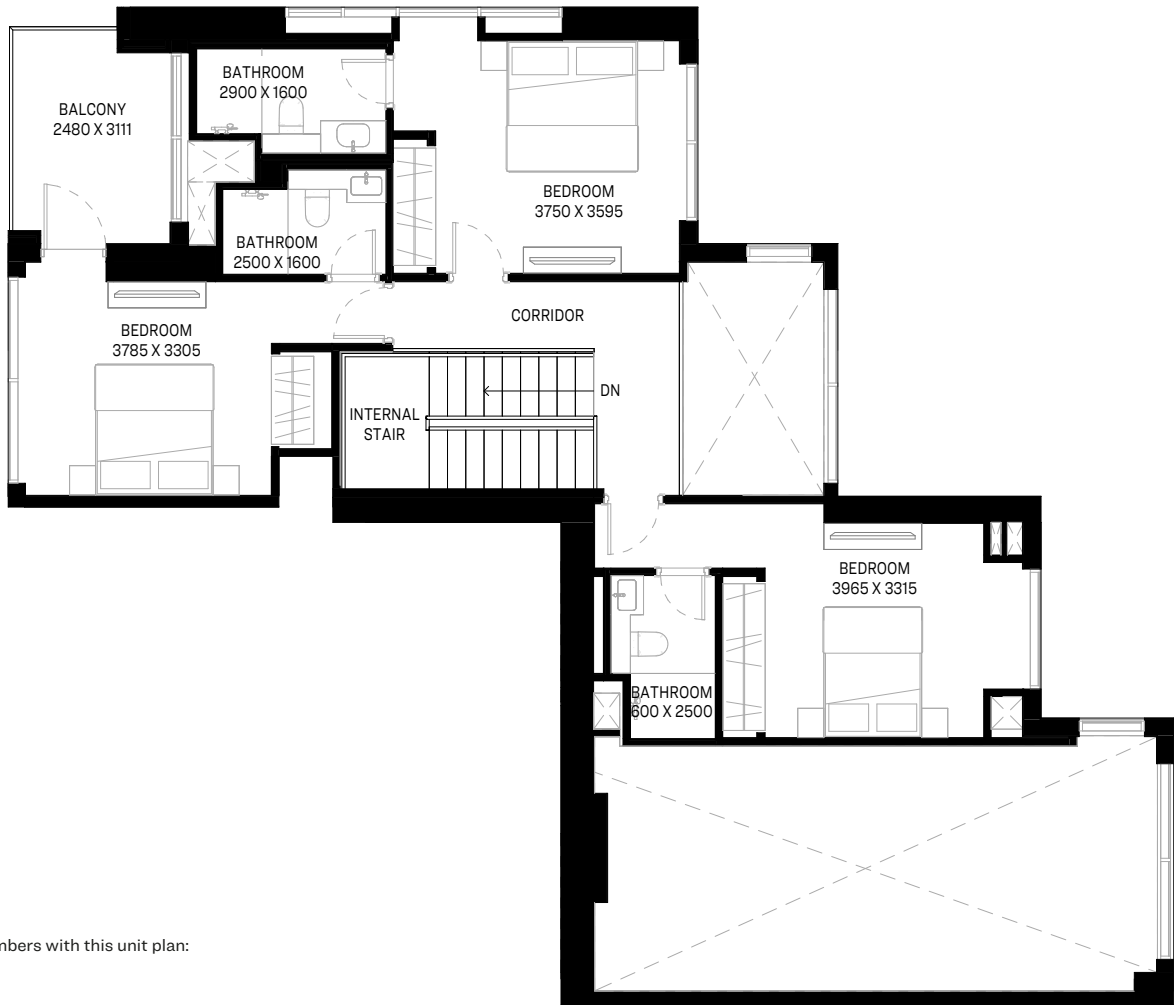 BATHROOM
2900 X 1600
BALCONY
2480 X 3111
BEDROOM
3750 X 3595
BATHROOM
2500 X 1600
CORRIDOR
BEDROOM
3785 X 3305
DN
INTERNAL
STAIR
BEDROOM
3965 X 3315
BATHROOM
600 X 2500
mbers with this unit plan: